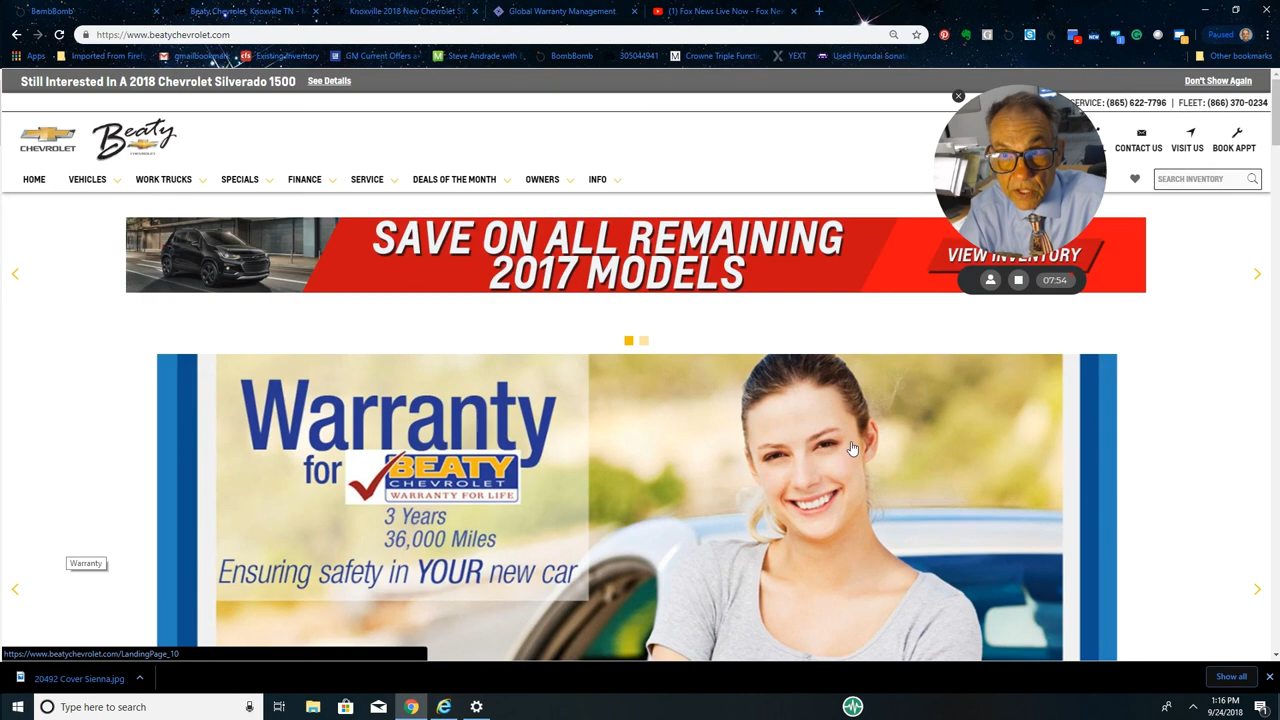 BombBomb
Beaty Chevrolet, Knoxville TN -
Knoxville 2018 New Chevrolet S
Global Warranty Management
(1) Fox News Live Now - Fox Ne
https://www.beatychevrolet.com
Paused
Apps
Imported From Firef
gmailBookmark
Existing Inventory
GM Current Offers
Steve Andrade with
BombBomb
305044941
Crowne Triple Func
YEXT
Used Hyundai Sonat
Other bookmarks
Still Interested In A 2018 Chevrolet Silverado 1500
See Details
Don't Show Again
SERVICE: (865) 622-7796 | FLEET: (866) 370-0234
CHEVROLET
Beaty
CHEVROLET
CONTACT US
VISIT US
BOOK APPT
HOME
VEHICLES
WORK TRUCKS
SPECIALS
FINANCE
SERVICE
DEALS OF THE MONTH
OWNERS
INFO
SEARCH INVENTORY
SAVE ON ALL REMAINING
2017 MODELS
VIEW INVENTORY
07:54
Warranty
for
BEATY
CHEVROLET
WARRANTY FOR LIFE
3 Years
36,000 Miles
Ensuring safety in YOUR new car
Warranty
https://www.beatychevrolet.com/LandingPage_10
20492 Cover Sienna.jpg
Show all
Type here to search
1:16 PM
9/24/2018